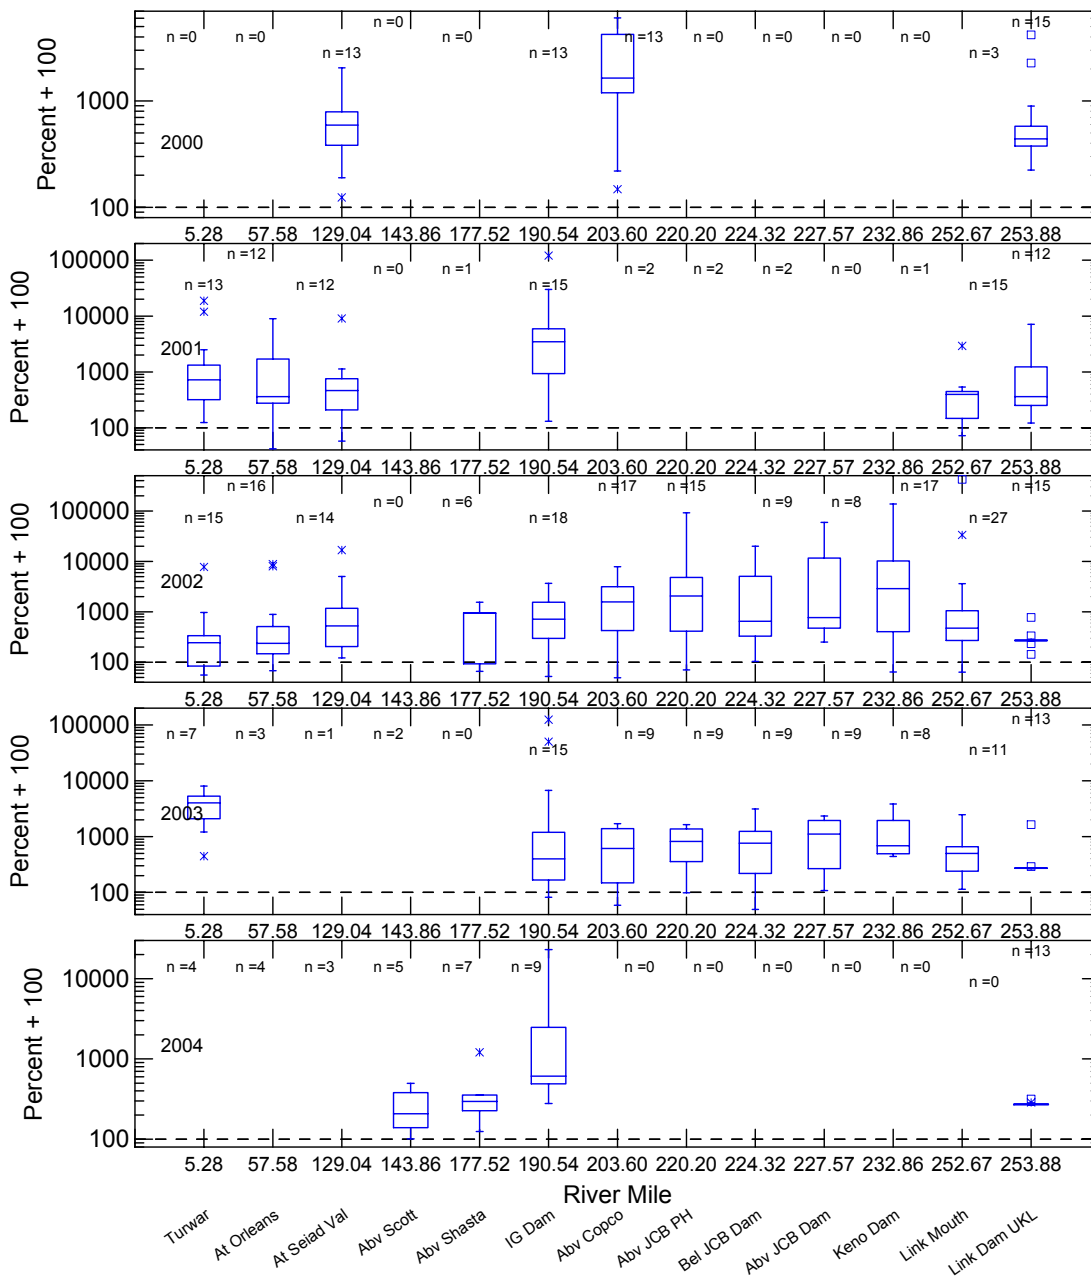 n =0 n =0 n =0 n =0 n =13 n =0 n =0 n =0 n =15
n =13 n =13 n =3
Percent + 100
1000
100
2000
5.28 57.58 129.04 143.86 177.52 190.54 203.60 220.20 224.32 227.57 232.86 252.67 253.88
n =12 n =0 n =1 n =2 n =2 n =2 n =0 n =1 n =12
n =13 n =12 n =15 n =15
Percent + 100
100000
10000
1000
100
2001
5.28 57.58 129.04 143.86 177.52 190.54 203.60 220.20 224.32 227.57 232.86 252.67 253.88
n =16 n =0 n =6 n =17 n =15 n =9 n =8 n =17 n =15
n =15 n =14 n =18 n =27
Percent + 100
100000
10000
1000
100
2002
5.28 57.58 129.04 143.86 177.52 190.54 203.60 220.20 224.32 227.57 232.86 252.67 253.88
n =7 n =3 n =1 n =2 n =0 n =9 n =9 n =9 n =9 n =8 n =13
n =15 n =11
Percent + 100
100000
10000
1000
100
2003
5.28 57.58 129.04 143.86 177.52 190.54 203.60 220.20 224.32 227.57 232.86 252.67 253.88
n =4 n =4 n =3 n =5 n =7 n =9 n =0 n =0 n =0 n =0 n =0 n =13
n =0
Percent + 100
10000
1000
100
2004
5.28 57.58 129.04 143.86 177.52 190.54 203.60 220.20 224.32 227.57 232.86 252.67 253.88
River Mile
Turwar
At Orleans
At Seiad Val
Abv Scott
Abv Shasta
IG Dam
Abv Copco
Abv JCB PH
Bel JCB Dam
Abv JCB Dam
Keno Dam
Link Mouth
Link Dam UKL